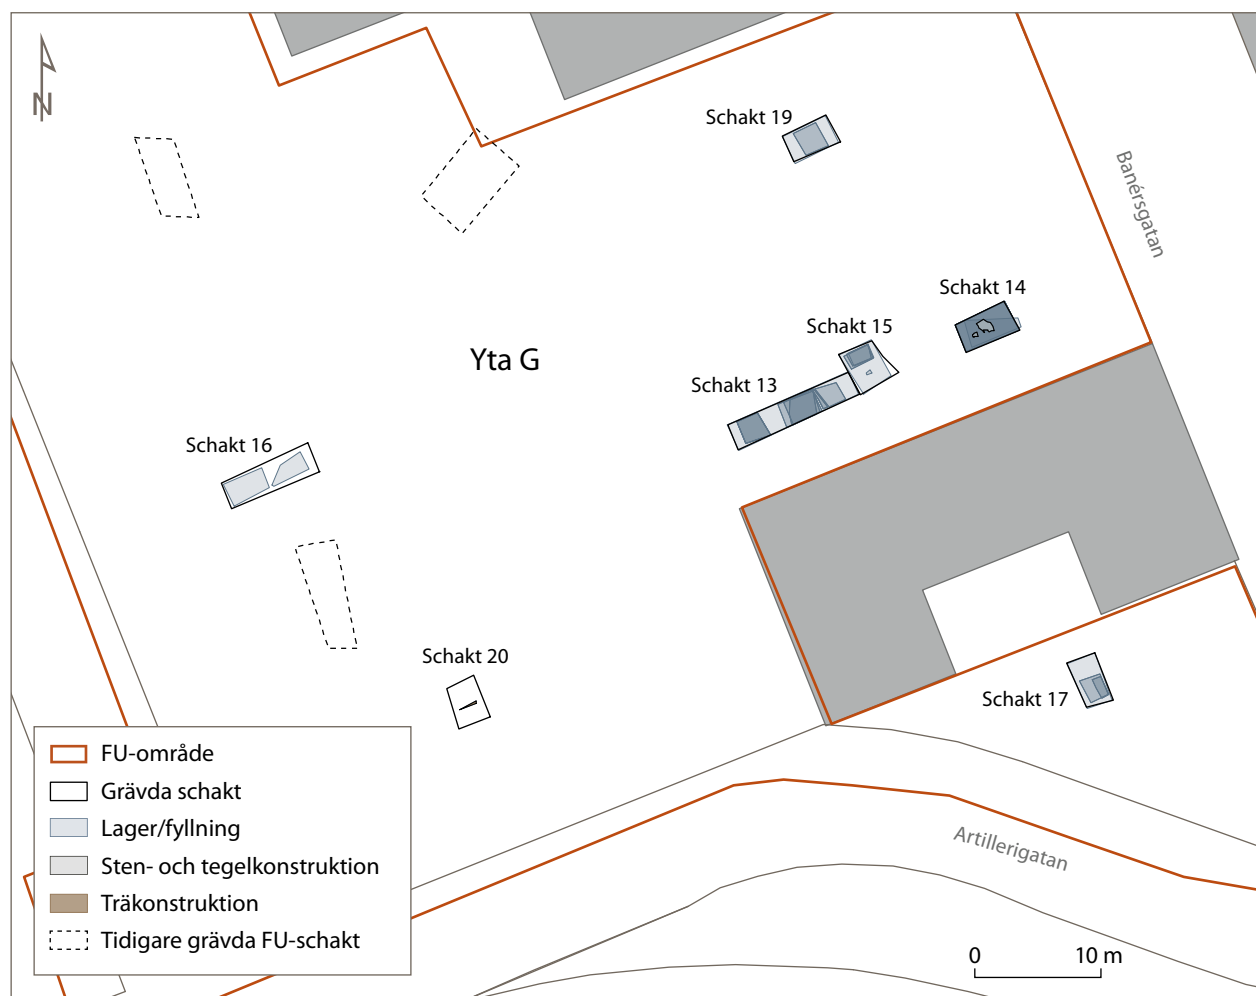 N
Schakt 19
Banérsgatan
Schakt 14
Schakt 15
Yta G
Schakt 13
Schakt 16
Schakt 20
Schakt 17
FU-område
Grävda schakt
Lager/fyllning
Sten- och tegelkonstruktion
Träkonstruktion
Tidigare grävda FU-schakt
Artillerigatan
0 10 m